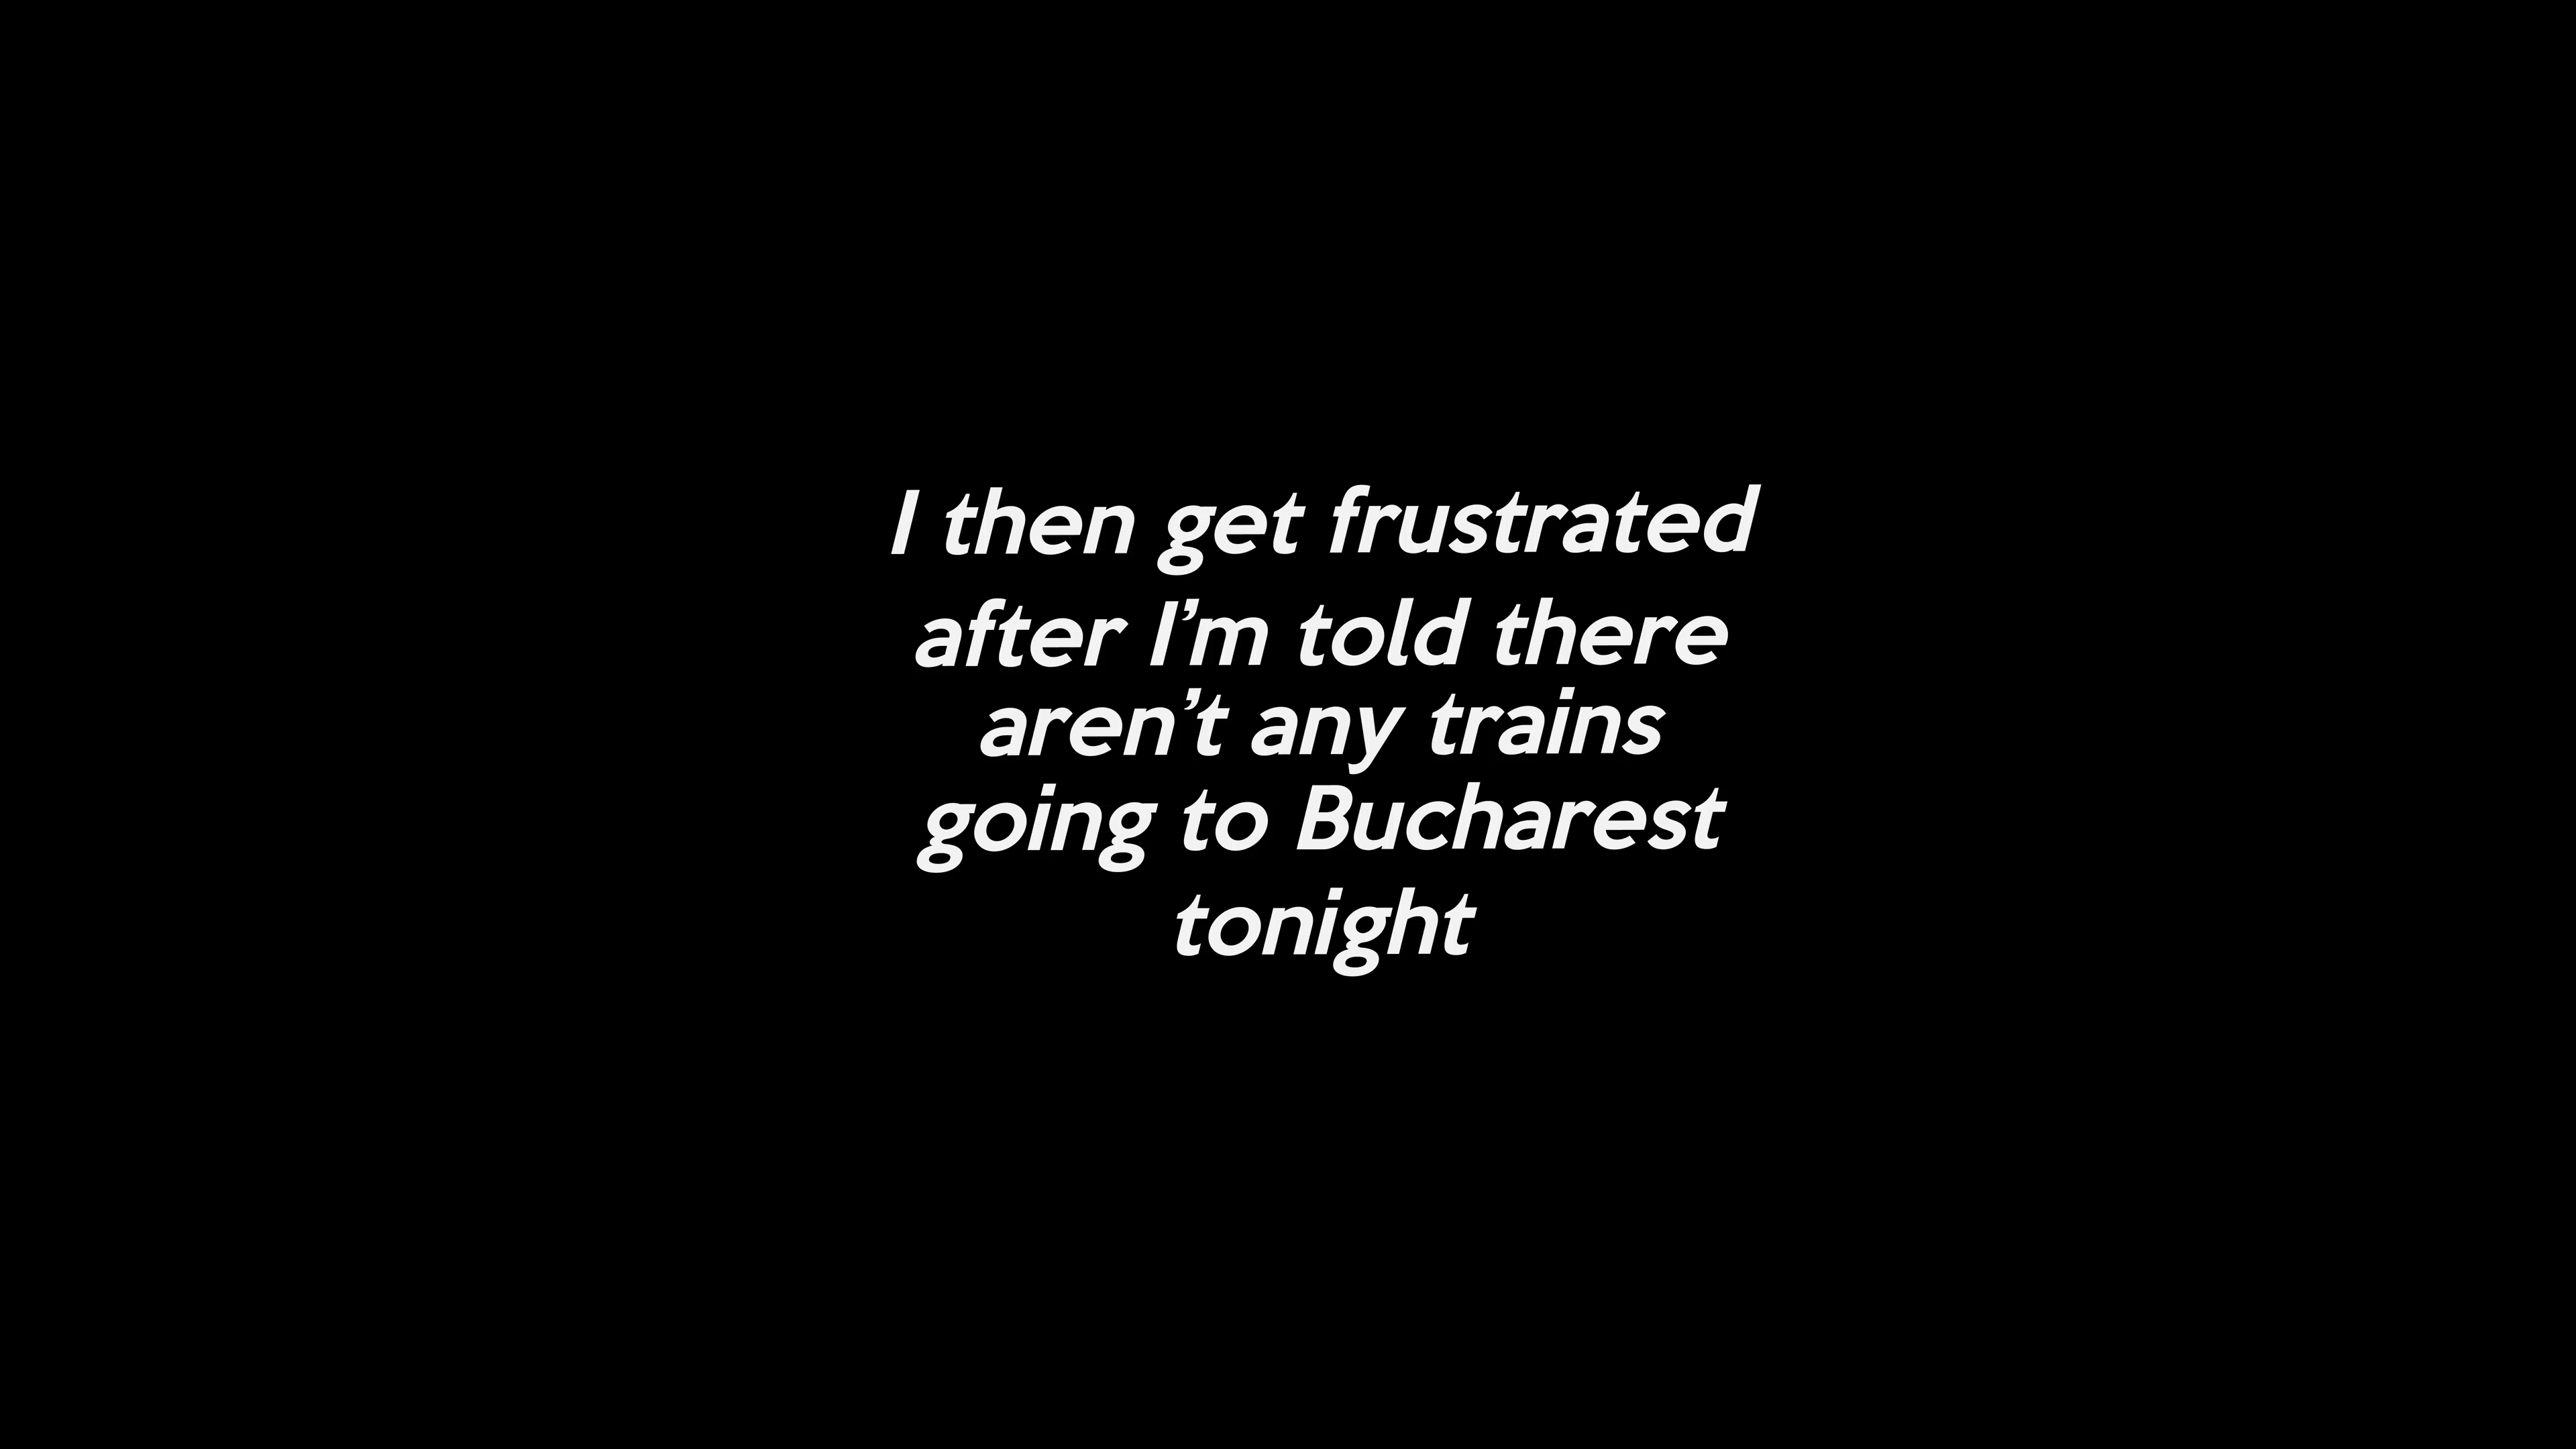 I then get frustrated
after I’m told there
aren’t any trains
going to Bucharest
tonight